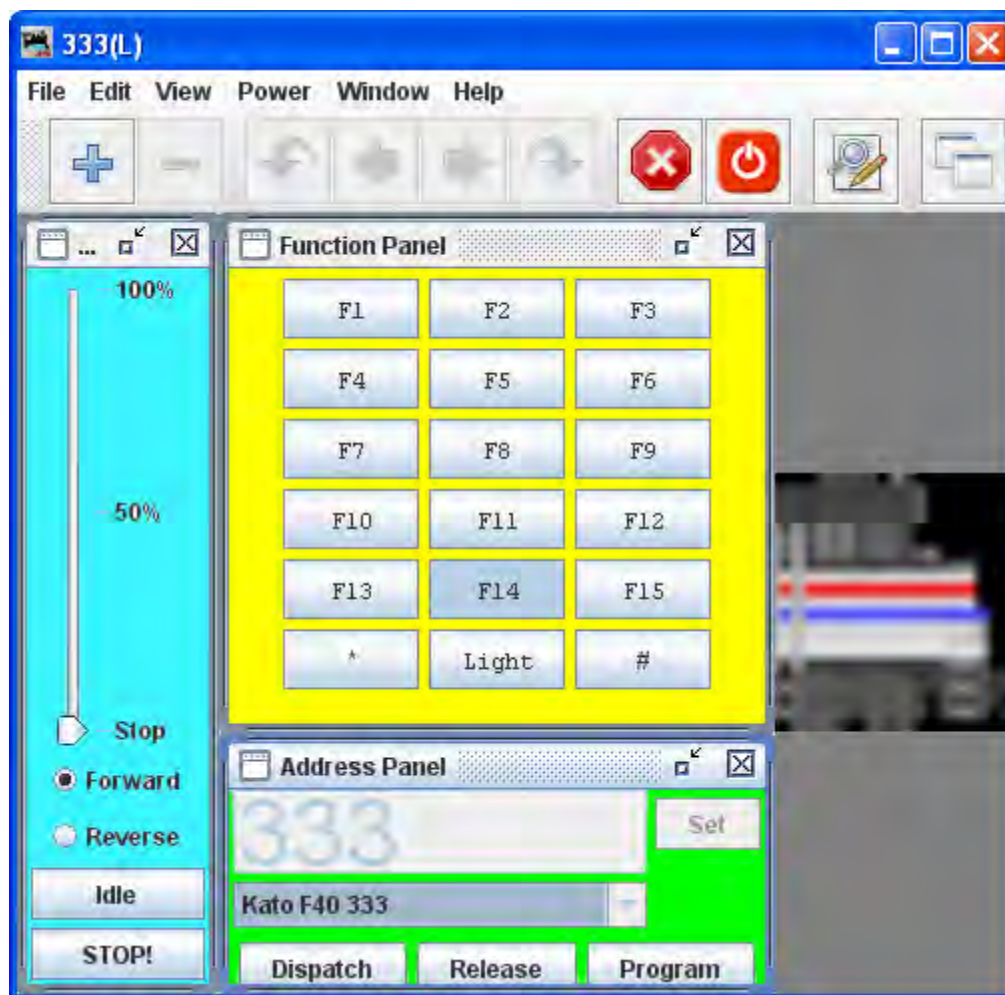 333(L)
File Edit View Power Window Help
... Function Panel
100%
F1 F2 F3
F4 F5 F6
F7 F8 F9
50%
F10 F11 F12
F13 F14 F15
* Light #
Stop
Address Panel
Forward
333 Set
Reverse
Idle
Kato F40 333
STOP!
Dispatch Release Program